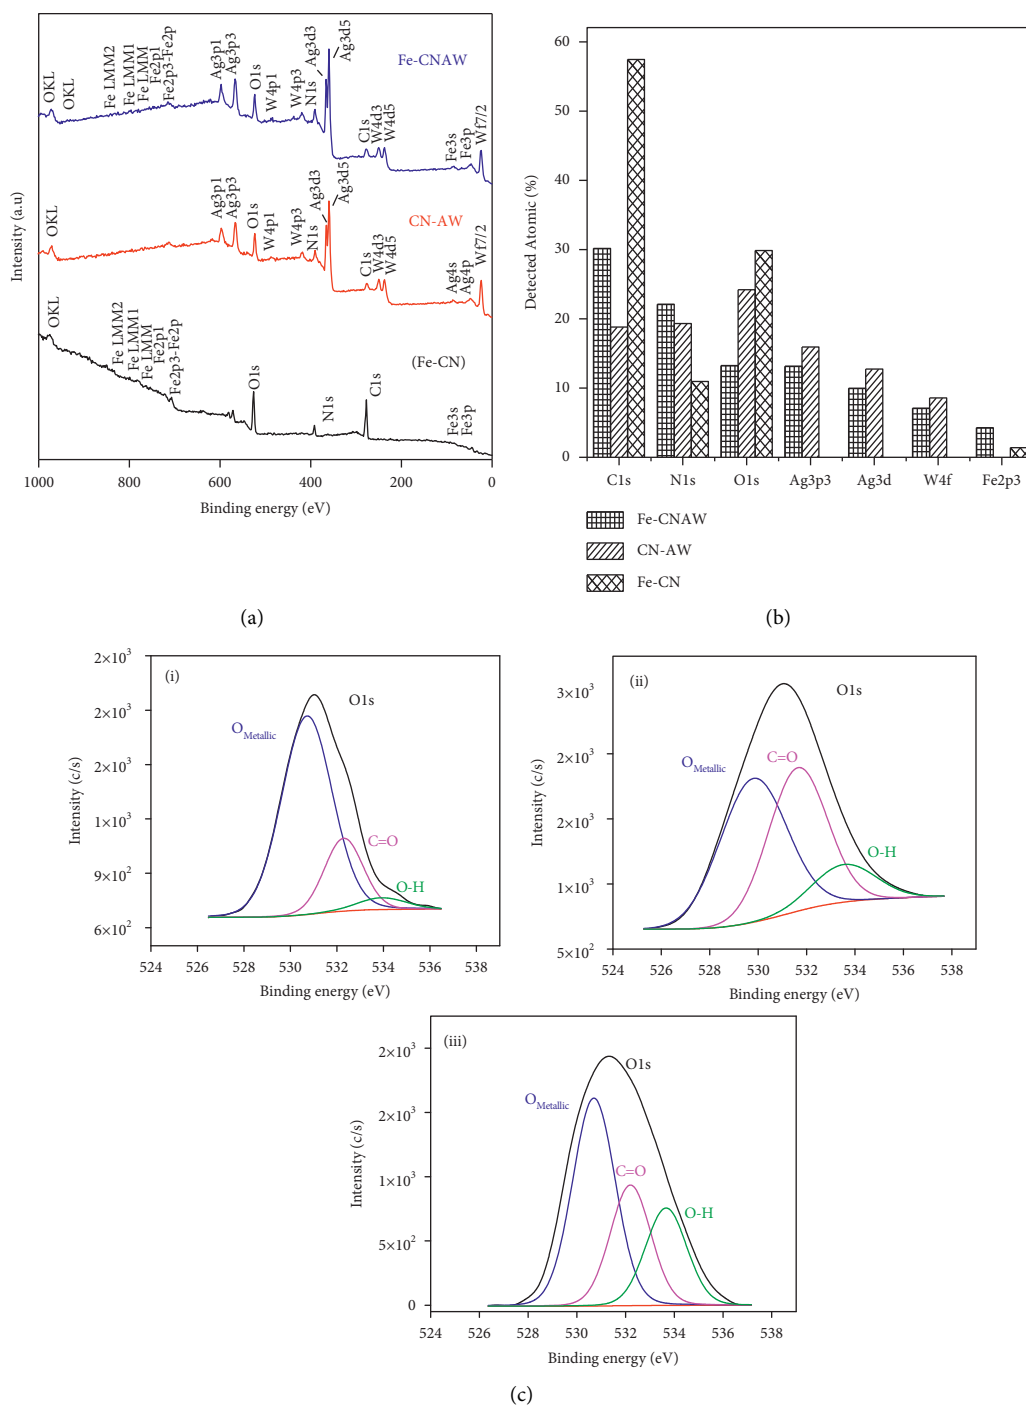 OKL
OKL
Fe LMM2
Fe LMM1
Fe LMM
Fe2p1
Fe2p3-Fe2p
Ag3p1
Ag3p3
O1s
W4p1
W4p3
N1s
Ag3d3
Ag3d5
Fe-CNAW
C1s
W4d3
W4d5
Fe3s
Fe3p
Wf7/2
OKL
Ag3p1
Ag3p3
O1s
W4p1
W4p3
N1s
Ag3d3
Ag3d5
CN-AW
C1s
W4d3
W4d5
Ag4s
Ag4p
Wf7/2
OKL
Fe LMM2
Fe LMM1
Fe LMM
Fe2p1
Fe2p3-Fe2p
O1s
N1s
C1s
(Fe-CN)
Fe3s
Fe3p
Intensity (a.u)
1000 800 600 400 200 0
Binding energy (eV)
(a)
60
50
40
30
20
10
0
Detected Atomic (%)
C1s N1s O1s Ag3p3 Ag3d W4f Fe2p3
Fe-CNAW
CN-AW
Fe-CN
(b)
(i)
2×10³
2×10³
2×10³
1×10³
9×10²
6×10²
Intensity (c/s)
O1s
O Metallic
C=O
O-H
524 526 528 530 532 534 536 538
Binding energy (eV)
(ii)
3×10³
2×10³
2×10³
1×10³
5×10²
Intensity (c/s)
O1s
O Metallic
C=O
O-H
524 526 528 530 532 534 536 538
Binding energy (eV)
(iii)
2×10³
2×10³
1×10³
5×10²
0
Intensity (c/s)
O1s
O Metallic
C=O
O-H
524 526 528 530 532 534 536 538
Binding energy (eV)
(c)